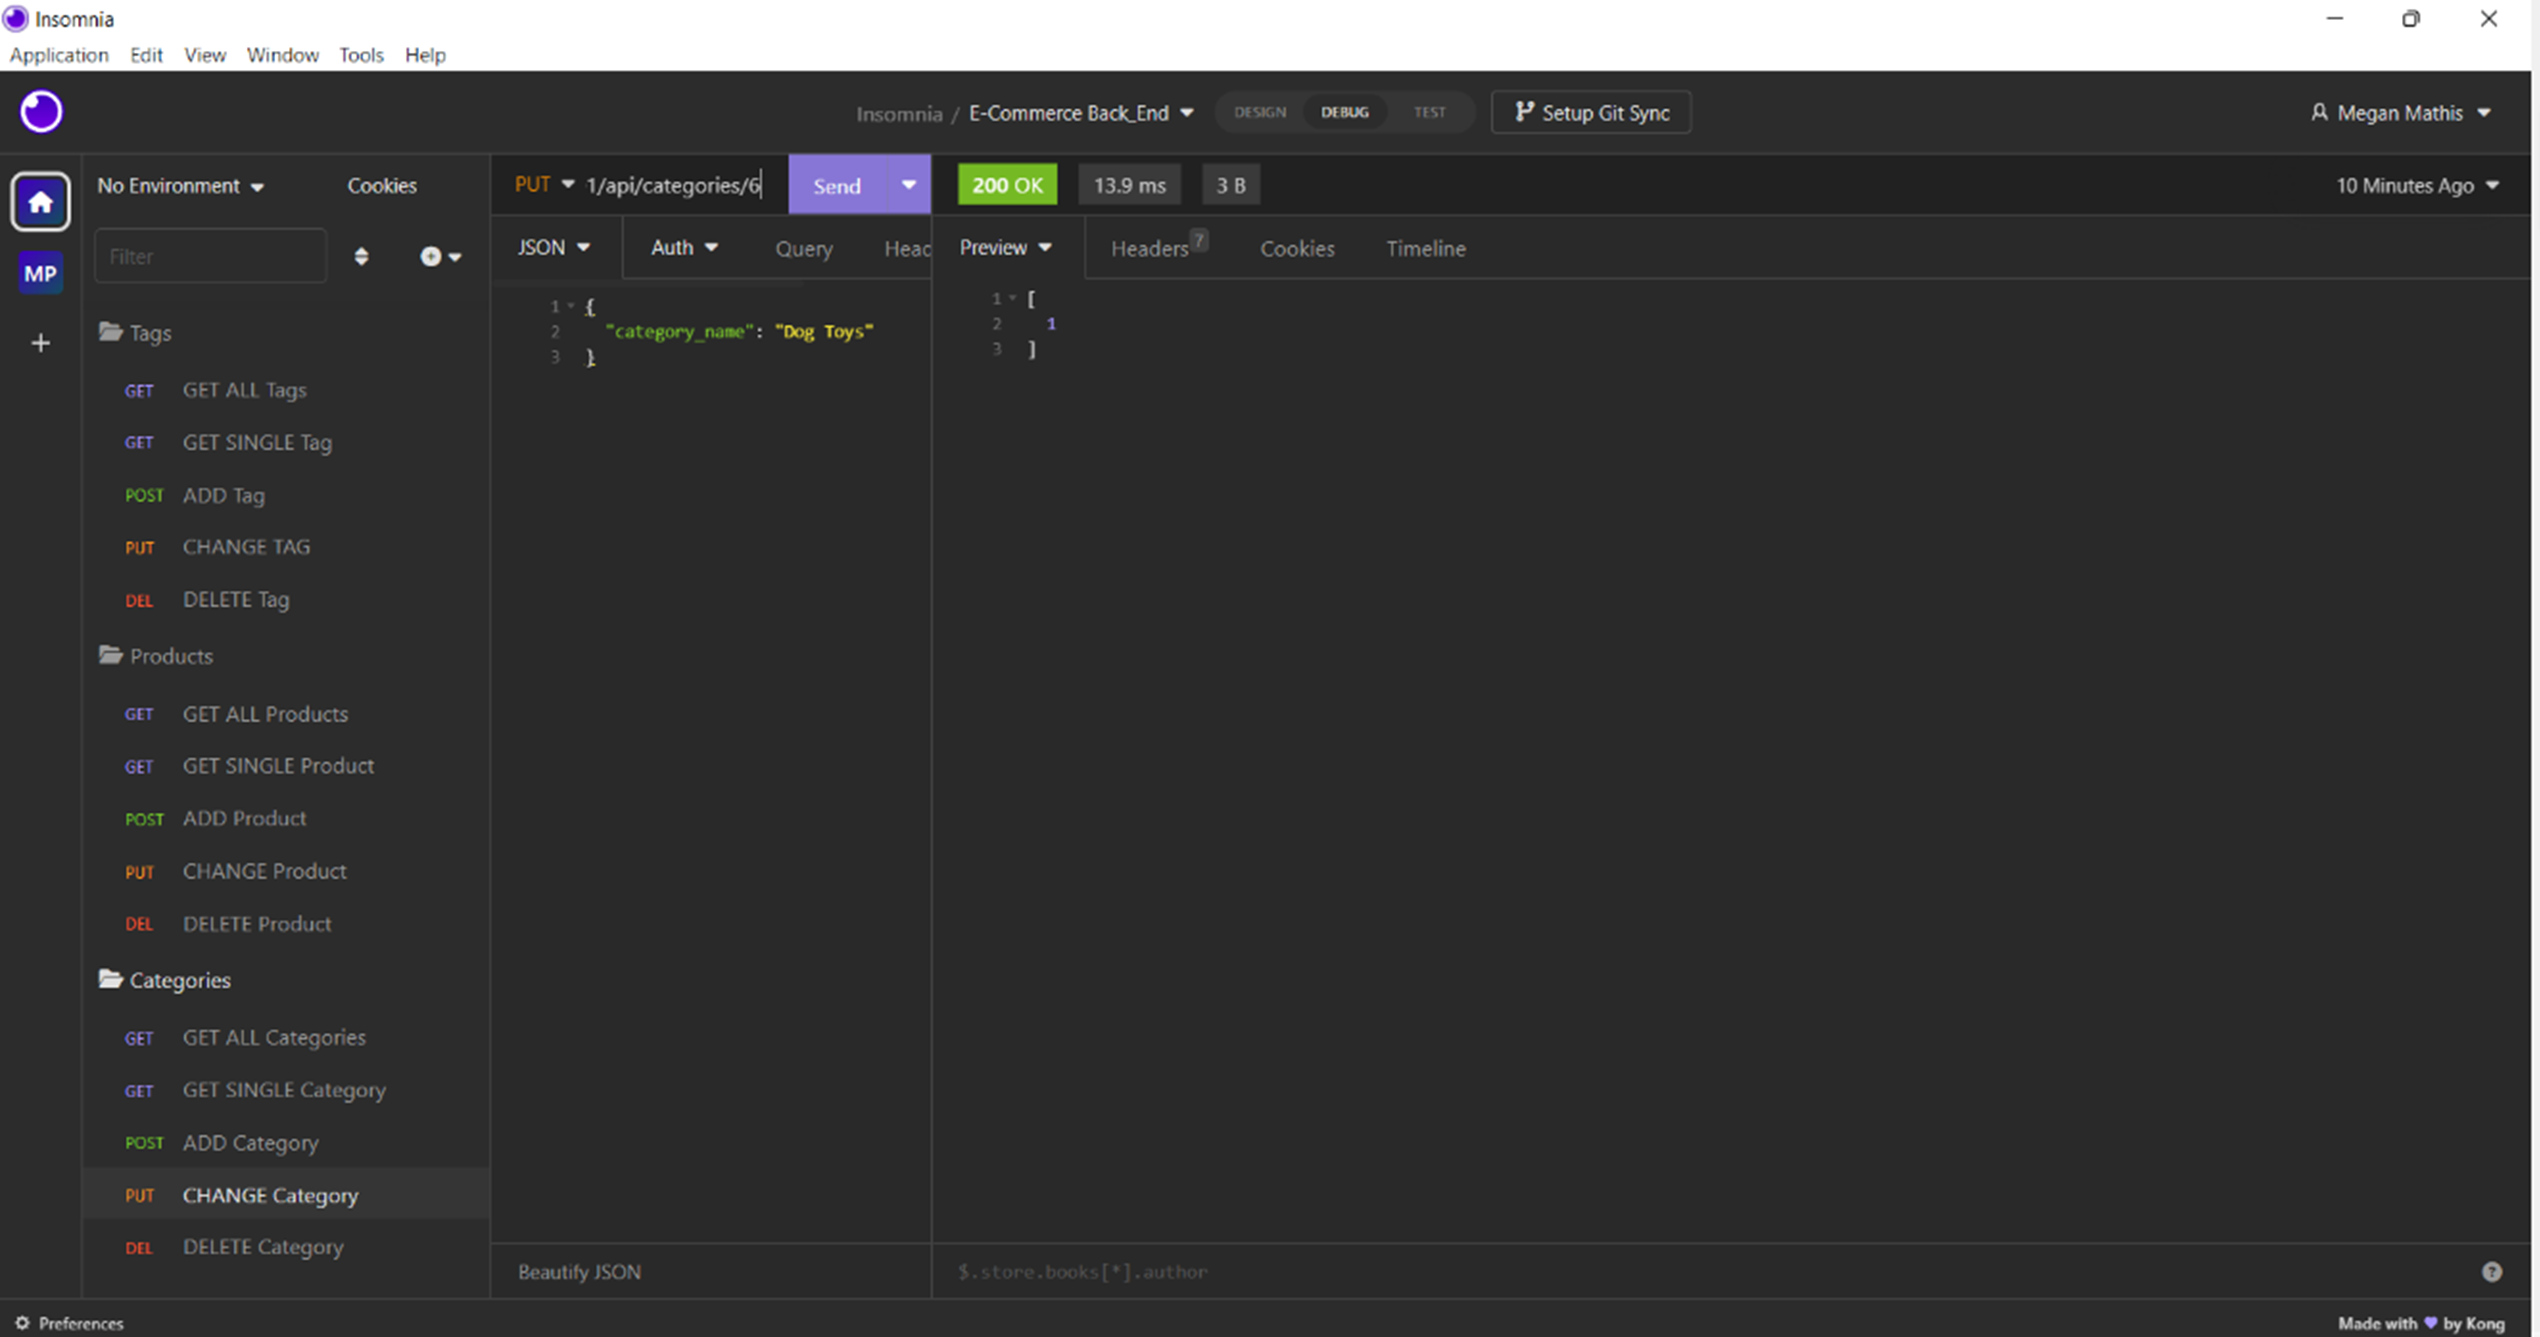 Insomnia
Application Edit View Window Tools Help
Insomnia / E-Commerce Back_End DESIGN DEBUG TEST Setup Git Sync Megan Mathis
No Environment Cookies
PUT 1/api/categories/6 Send
200 OK 13.9 ms 3 B 10 Minutes Ago
Filter
JSON Auth Query Head
Preview Headers 7 Cookies Timeline
MP
+
Tags
GET GET ALL Tags
GET GET SINGLE Tag
POST ADD Tag
PUT CHANGE TAG
DEL DELETE Tag
Products
GET GET ALL Products
GET GET SINGLE Product
POST ADD Product
PUT CHANGE Product
DEL DELETE Product
Categories
GET GET ALL Categories
GET GET SINGLE Category
POST ADD Category
PUT CHANGE Category
DEL DELETE Category
1 {
2 "category_name": "Dog Toys"
3 }
1 [
2 1
3 ]
Beautify JSON
$.store.books[*].author ?
Preferences
Made with 💜 by Kong